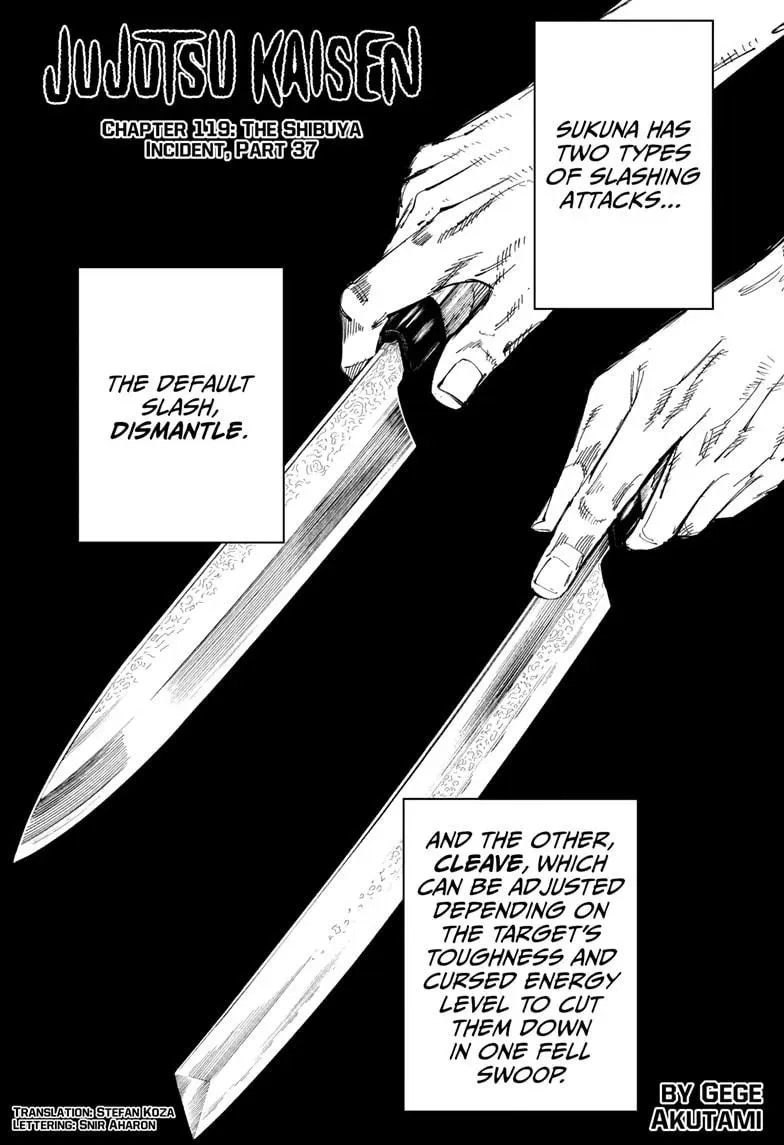 JUJUTSU KAISEN
CHAPTER 119: THE SHIBUYA
INCIDENT, PART 37
SUKUNA HAS
TWO TYPES
OF SLASHING
ATTACKS...
THE DEFAULT
SLASH,
DISMANTLE.
AND THE OTHER,
CLEAVE, WHICH
CAN BE ADJUSTED
DEPENDING ON
THE TARGET'S
TOUGHNESS AND
CURSED ENERGY
LEVEL TO CUT
THEM DOWN
IN ONE FELL
SWOOP.
TRANSLATION: STEFAN KOZA
LETTERING: SNIR AHARON
BY GEGE
AKUTAMI